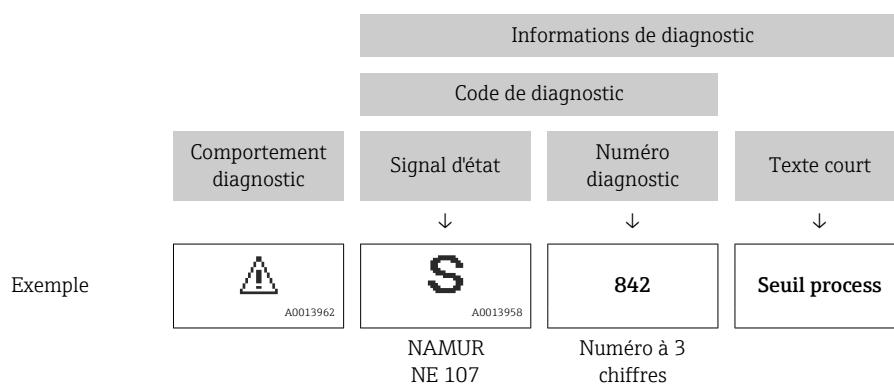 Informations de diagnostic
Code de diagnostic
Comportement
diagnostic
Signal d'état
Numéro
diagnostic
Texte court
↓ ↓ ↓
Exemple
⚠
A0013962
S
A0013958
842
Seuil process
NAMUR
NE 107
Numéro à 3
chiffres